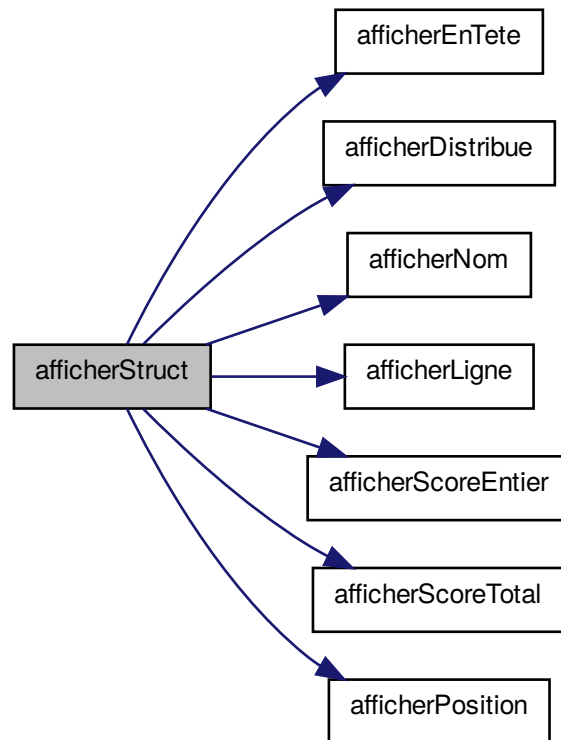 afficherEnTete
afficherDistribue
afficherNom
afficherStruct
afficherLigne
afficherScoreEntier
afficherScoreTotal
afficherPosition